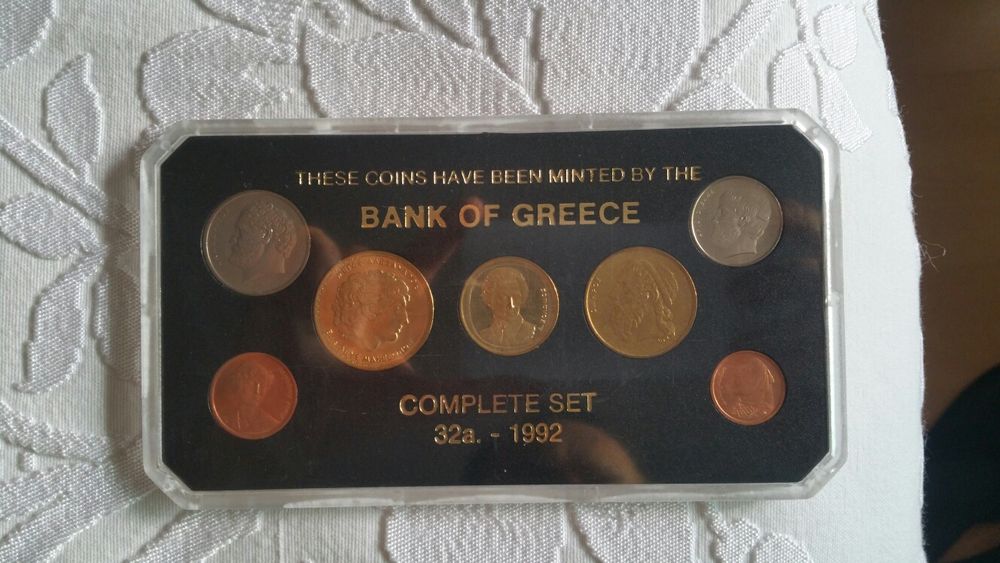 THESE COINS HAVE BEEN MINTED BY THE
BANK OF GREECE
COMPLETE SET
32a. - 1992